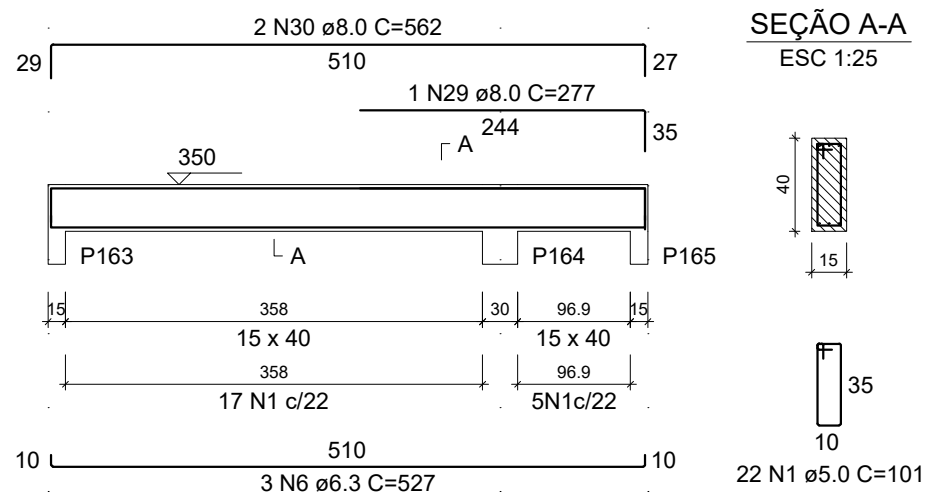 2 N30 ø8.0 C=562
SEÇÃO A-A
ESC 1:25
29
510
27
1 N29 ø8.0 C=277
244
35
A
350
40
15
P163
A
P164
P165
15
358
30
96.9
15
15 x 40
15 x 40
358
96.9
17 N1 c/22
5N1c/22
35
10
22 N1 ø5.0 C=101
10
510
10
3 N6 ø6.3 C=527